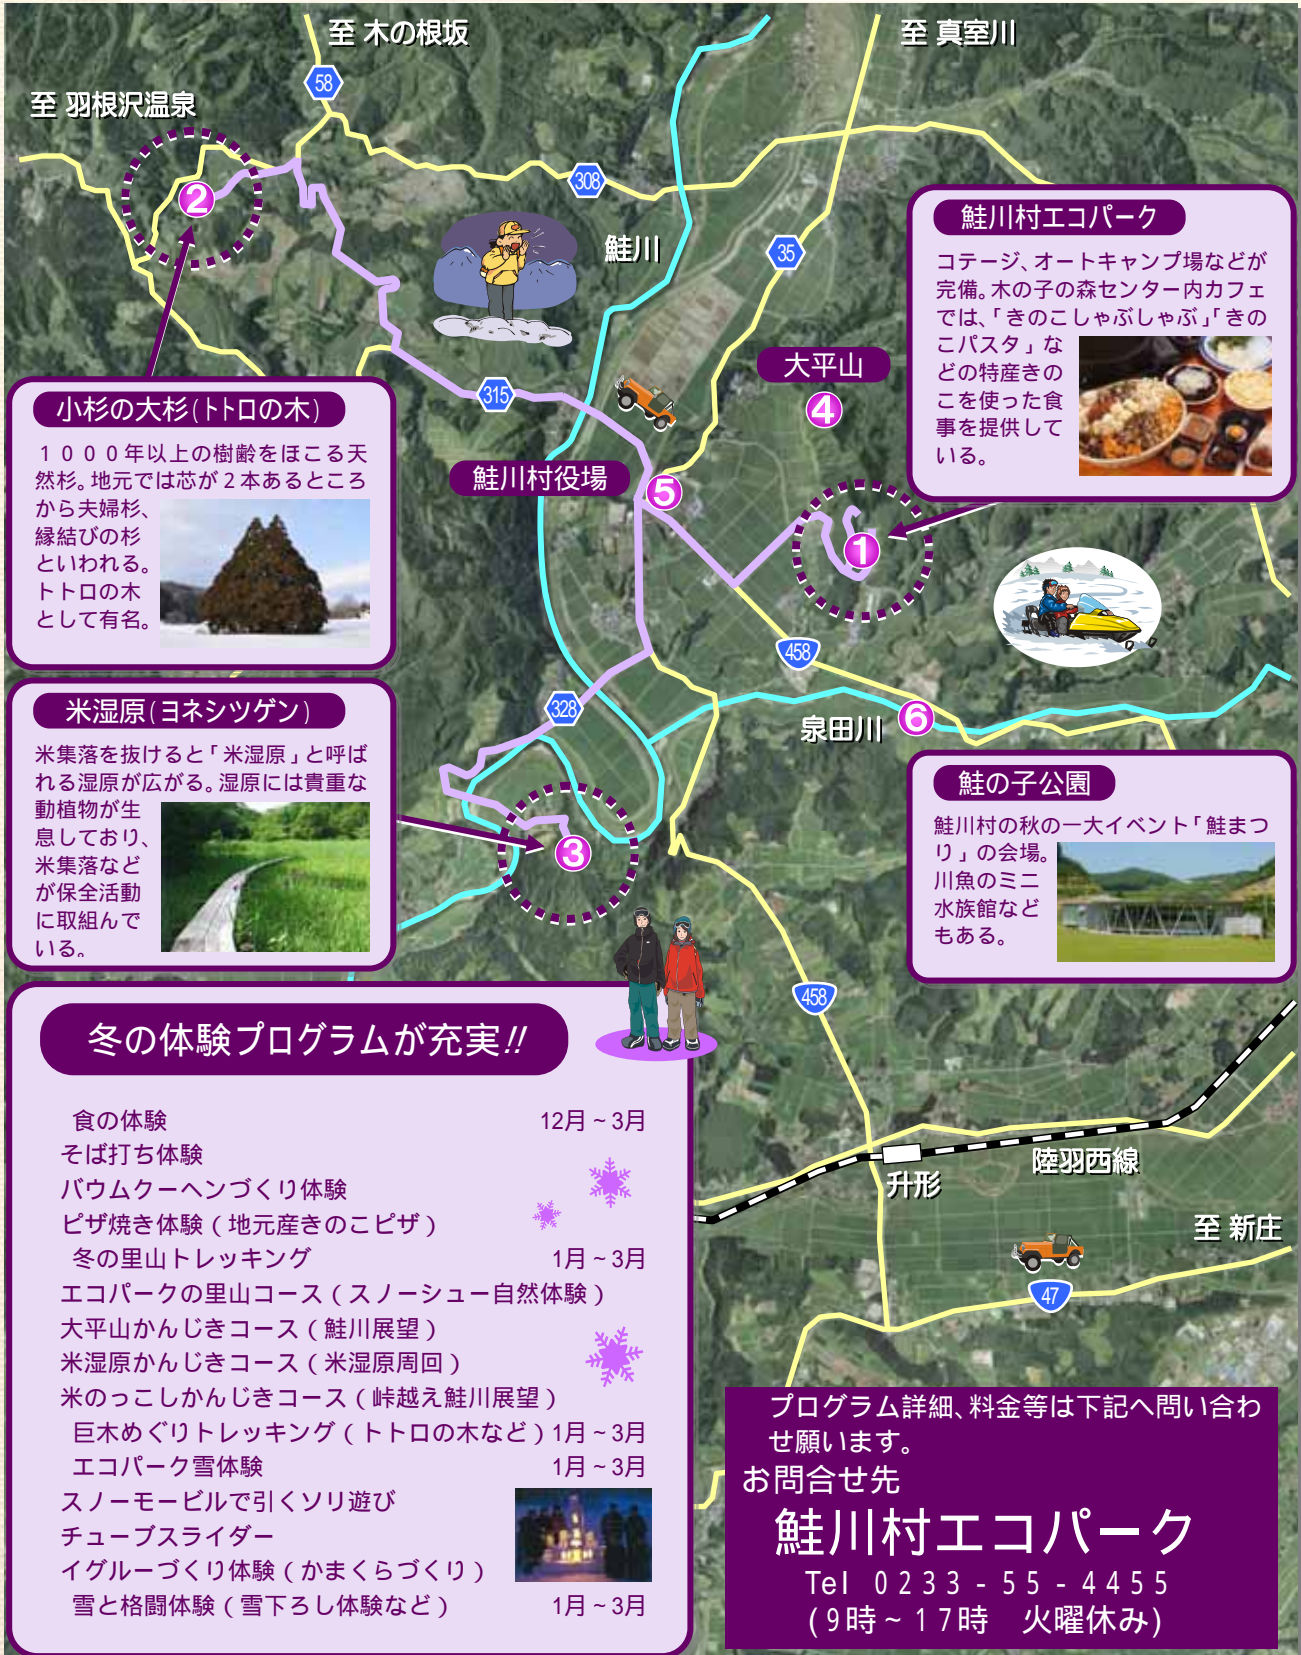 至 木の根坂
至 真室川
至 羽根沢温泉
58
308
2
鮭川
35
315
大平山
4
鮭川村役場
5
1
458
328
泉田川
6
3
458
升形
陸羽西線
至 新庄
47
鮭川村エコパーク
コテージ、オートキャンプ場などが
完備。木の子の森センター内カフェ
では、「きのこしゃぶしゃぶ」「きの
こパスタ」な
どの特産きの
こを使った食
事を提供して
いる。
小杉の大杉(トトロの木)
１０００年以上の樹齢をほこる天
然杉。地元では芯が２本あるところ
から夫婦杉、
縁結びの杉
といわれる。
トトロの木
として有名。
米湿原(ヨネシツゲン)
米集落を抜けると「米湿原」と呼ば
れる湿原が広がる。湿原には貴重な
動植物が生
息しており、
米集落など
が保全活動
に取組んで
いる。
鮭の子公園
鮭川村の秋の一大イベント「鮭まつ
り」の会場。
川魚のミニ
水族館など
もある。
冬の体験プログラムが充実!!
食の体験 12月～3月
そば打ち体験
バウムクーヘンづくり体験
ピザ焼き体験（地元産きのこピザ）
冬の里山トレッキング 1月～3月
エコパークの里山コース（スノーシュー自然体験）
大平山かんじきコース（鮭川展望）
米湿原かんじきコース（米湿原周回）
米のっこしかんじきコース（峠越え鮭川展望）
巨木めぐりトレッキング（トトロの木など）1月～3月
エコパーク雪体験 1月～3月
スノーモービルで引くソリ遊び
チューブスライダー
イグルーづくり体験（かまくらづくり）
雪と格闘体験（雪下ろし体験など） 1月～3月
プログラム詳細、料金等は下記へ問い合わ
せ願います。
お問合せ先
鮭川村エコパーク
Tel 0233-55-4455
(9時～17時　火曜休み)